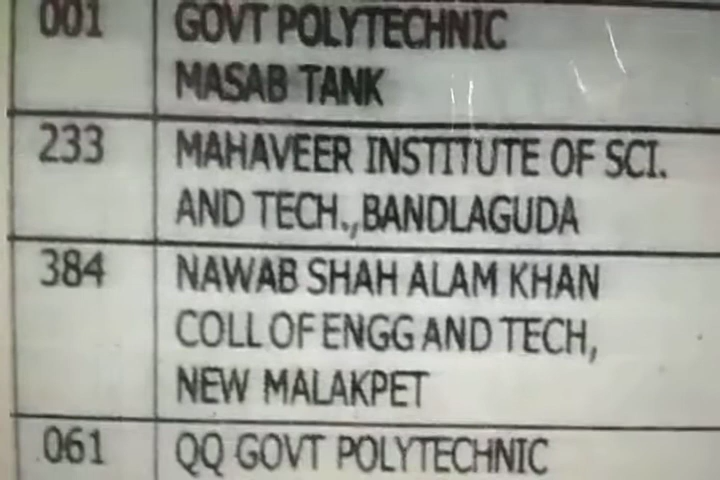 001 GOVT POLYTECHNIC
MASAB TANK
233 MAHAVEER INSTITUTE OF SCI.
AND TECH.,BANDLAGUDA
384 NAWAB SHAH ALAM KHAN
COLL OF ENGG AND TECH,
NEW MALAKPET
061 QQ GOVT POLYTECHNIC